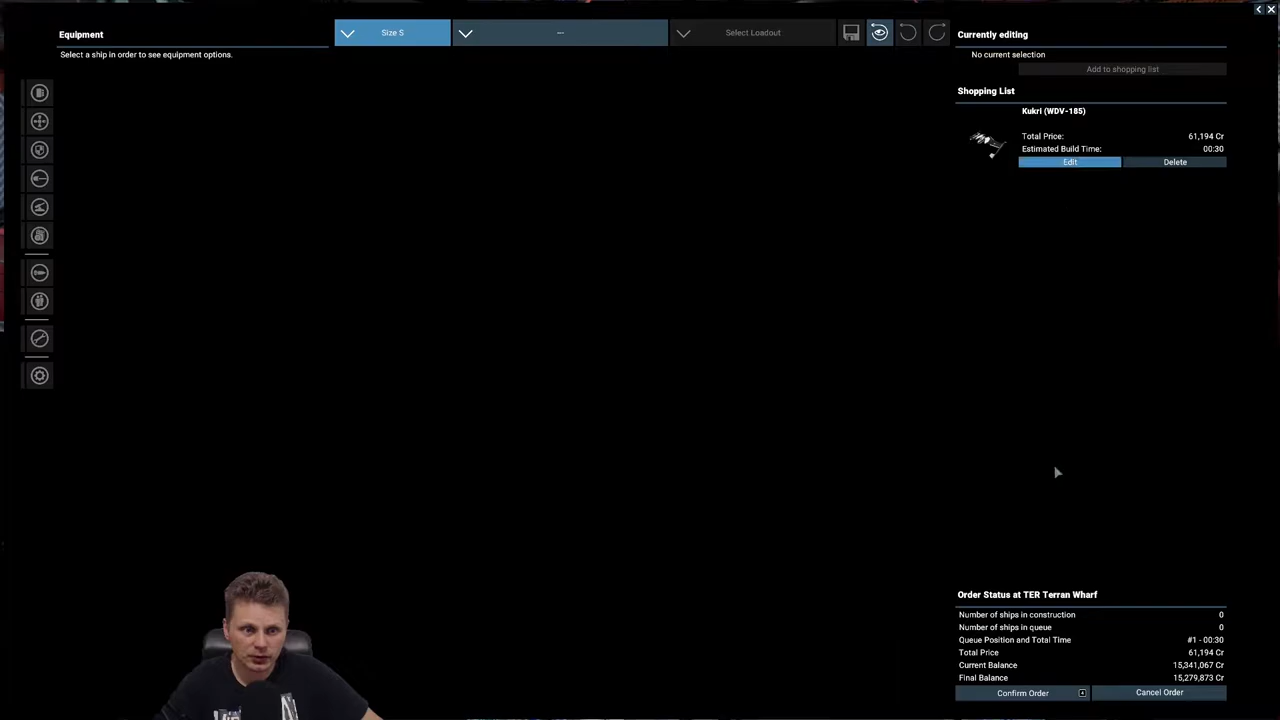 Equipment
Select a ship in order to see equipment options.
Size S
---
Select Loadout
Currently editing
No current selection
Add to shopping list
Shopping List
Kukri (WDV-185)
Total Price: 61,194 Cr
Estimated Build Time: 00:30
Edit Delete
Order Status at TER Terran Wharf
Number of ships in construction 0
Number of ships in queue 0
Queue Position and Total Time #1 - 00:30
Total Price 61,194 Cr
Current Balance 15,341,067 Cr
Final Balance 15,279,873 Cr
Confirm Order Cancel Order